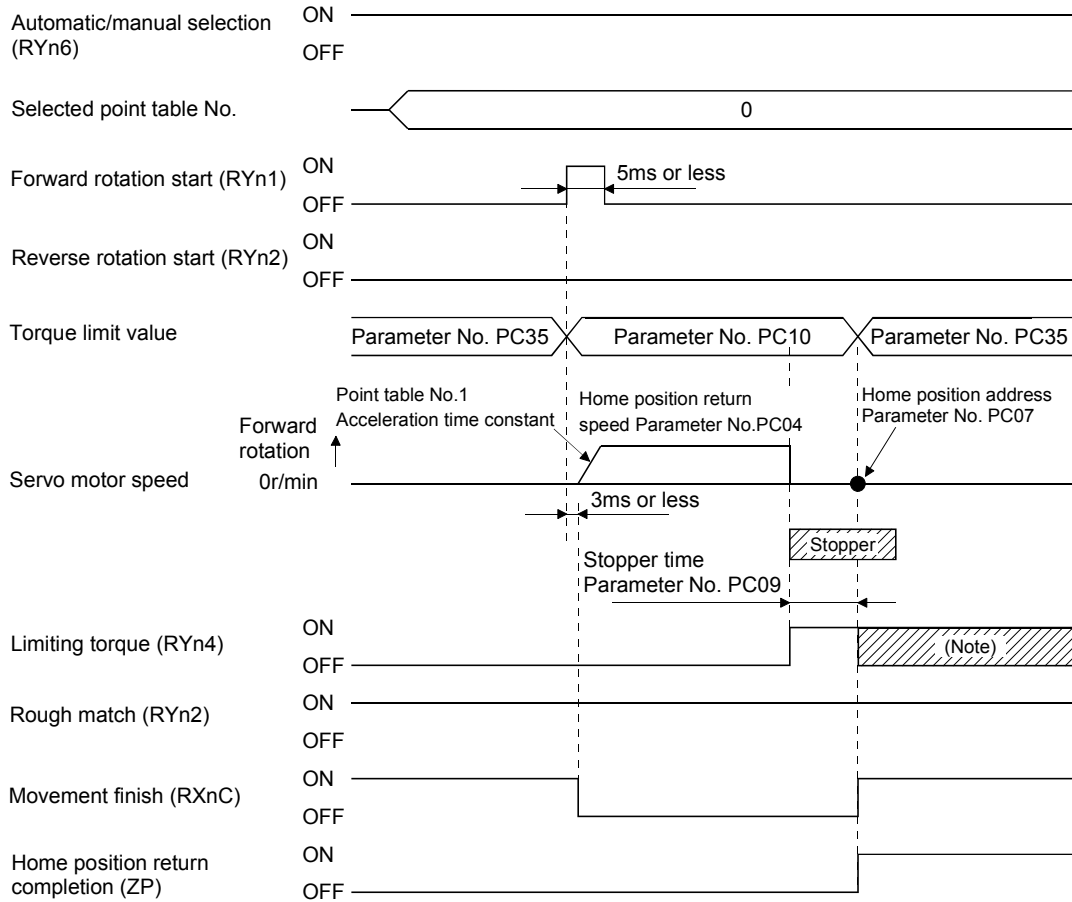 Automatic/manual selection
(RYn6)
ON
OFF
Selected point table No.
0
Forward rotation start (RYn1)
ON
OFF
5ms or less
Reverse rotation start (RYn2)
ON
OFF
Torque limit value
Parameter No. PC35
Parameter No. PC10
Parameter No. PC35
Point table No.1
Acceleration time constant
Home position return
speed Parameter No.PC04
Home position address
Parameter No. PC07
Forward
rotation
Servo motor speed
0r/min
3ms or less
Stopper
Stopper time
Parameter No. PC09
Limiting torque (RYn4)
ON
OFF
(Note)
Rough match (RYn2)
ON
OFF
Movement finish (RXnC)
ON
OFF
Home position return
completion (ZP)
ON
OFF